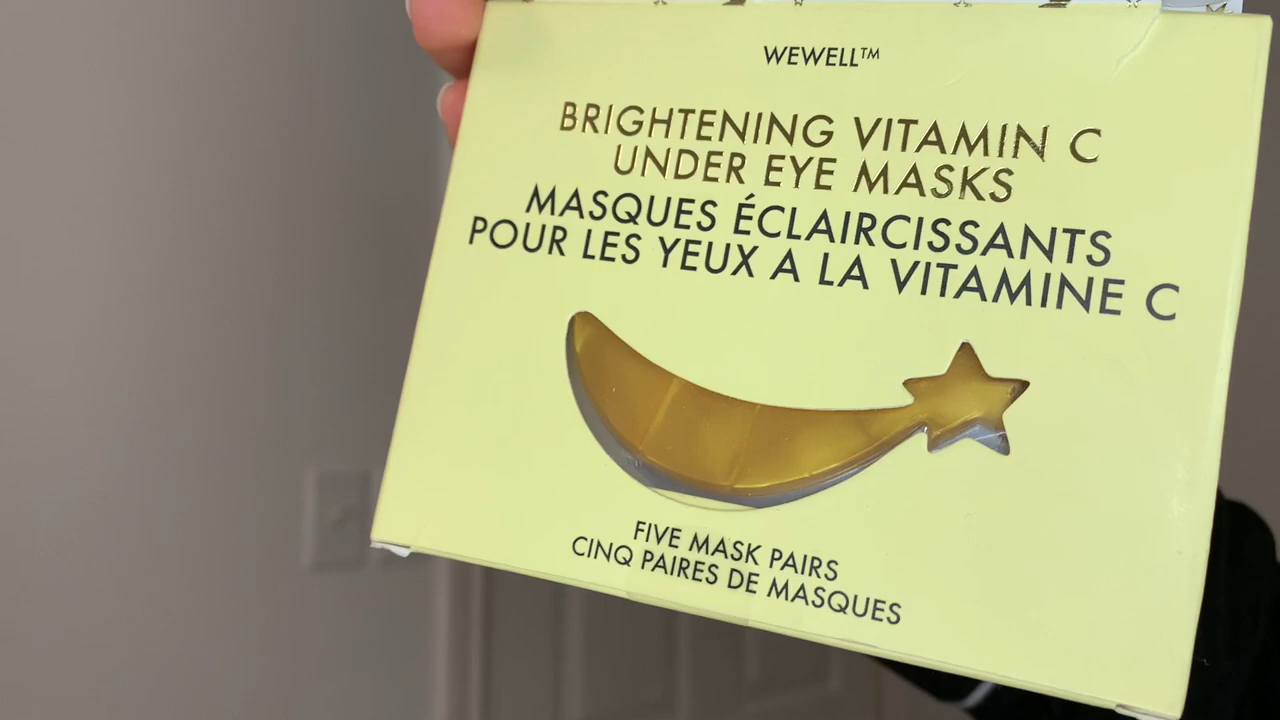 WEWELL™
BRIGHTENING VITAMIN C
UNDER EYE MASKS
MASQUES ÉCLAIRCISSANTS
POUR LES YEUX A LA VITAMINE C
FIVE MASK PAIRS
CINQ PAIRES DE MASQUES